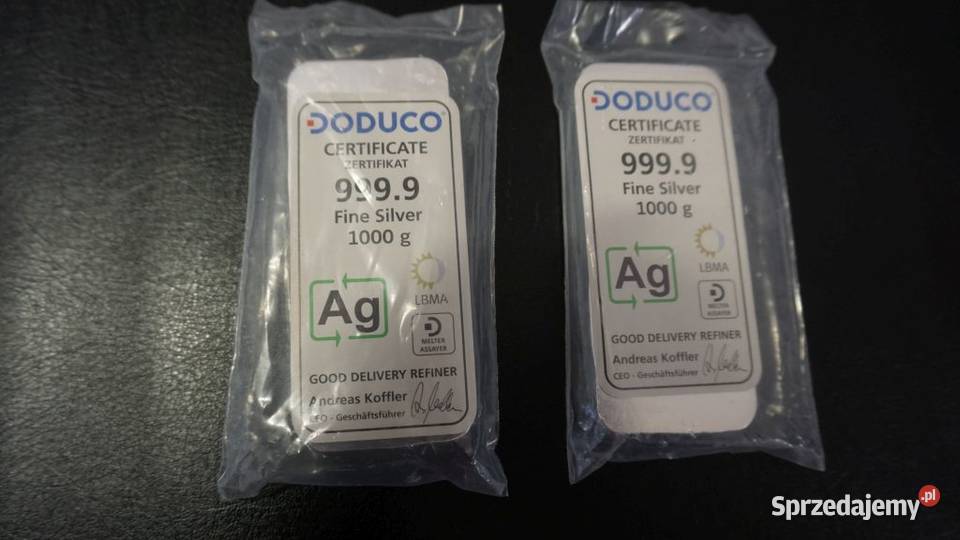 DODUCO
CERTIFICATE
ZERTIFIKAT
999.9
Fine Silver
1000 g
Ag
LBMA
MELTER
ASSAYER
GOOD DELIVERY REFINER
Andreas Koffler
CEO - Geschäftsführer
DODUCO
CERTIFICATE
ZERTIFIKAT
999.9
Fine Silver
1000 g
Ag
LBMA
MELTER
ASSAYER
GOOD DELIVERY REFINER
Andreas Koffler
CEO - Geschäftsführer
Sprzedajemy.pl